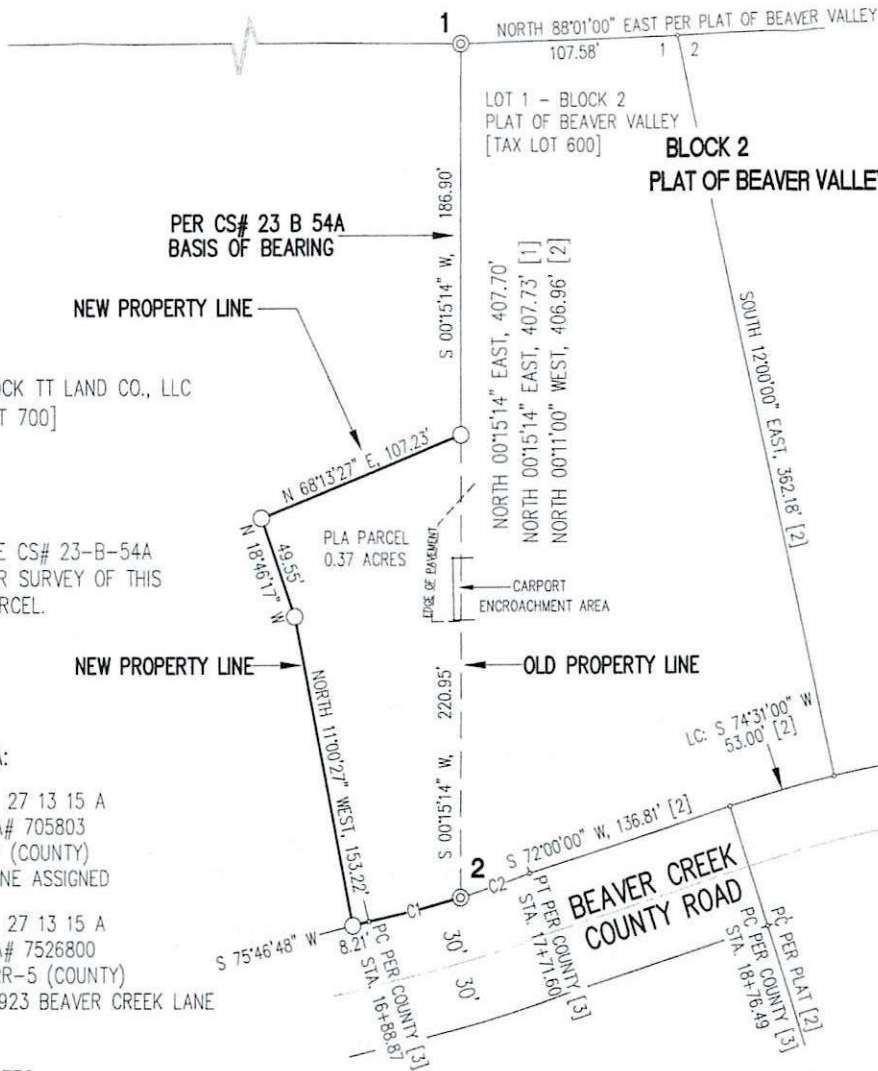 1
NORTH 88°01'00" EAST PER PLAT OF BEAVER VALLEY
107.58'
1
2
LOT 1 - BLOCK 2
PLAT OF BEAVER VALLEY
[TAX LOT 600]
BLOCK 2
PLAT OF BEAVER VALLEY
S 00°15'14" W, 186.90'
PER CS# 23 B 54A
BASIS OF BEARING
NEW PROPERTY LINE
NORTH 00°15'14" EAST, 407.70'
NORTH 00°15'14" EAST, 407.73' [1]
NORTH 00°11'00" WEST, 406.96' [2]
SOUTH 12°00'00" EAST, 362.18' [2]
OCK TT LAND CO., LLC
T 700]
N 68°13'27" E, 107.23'
N 18°46'17" W
49.55'
PLA PARCEL
0.37 ACRES
EDGE OF PAVEMENT
CARPORT
ENCROACHMENT AREA
E CS# 23-B-54A
R SURVEY OF THIS
RCEL.
NEW PROPERTY LINE
OLD PROPERTY LINE
NORTH 11°00'27" WEST, 153.22'
S 00°15'14" W, 220.95'
LC: S 74°31'00" W
53.00' [2]
A:
27 13 15 A
A# 705803
(COUNTY)
NE ASSIGNED
27 13 15 A
A# 7526800
RR-5 (COUNTY)
923 BEAVER CREEK LANE
S 75°46'48" W
8.21'
C1
2
C2
S 72°00'00" W, 136.81' [2]
BEAVER CREEK
COUNTY ROAD
30'
30'
PC PER COUNTY [3]
STA. 16+88.87
PT PER COUNTY [3]
STA. 17+71.60
PC PER PLAT [2]
PC PER COUNTY [3]
STA. 18+76.49